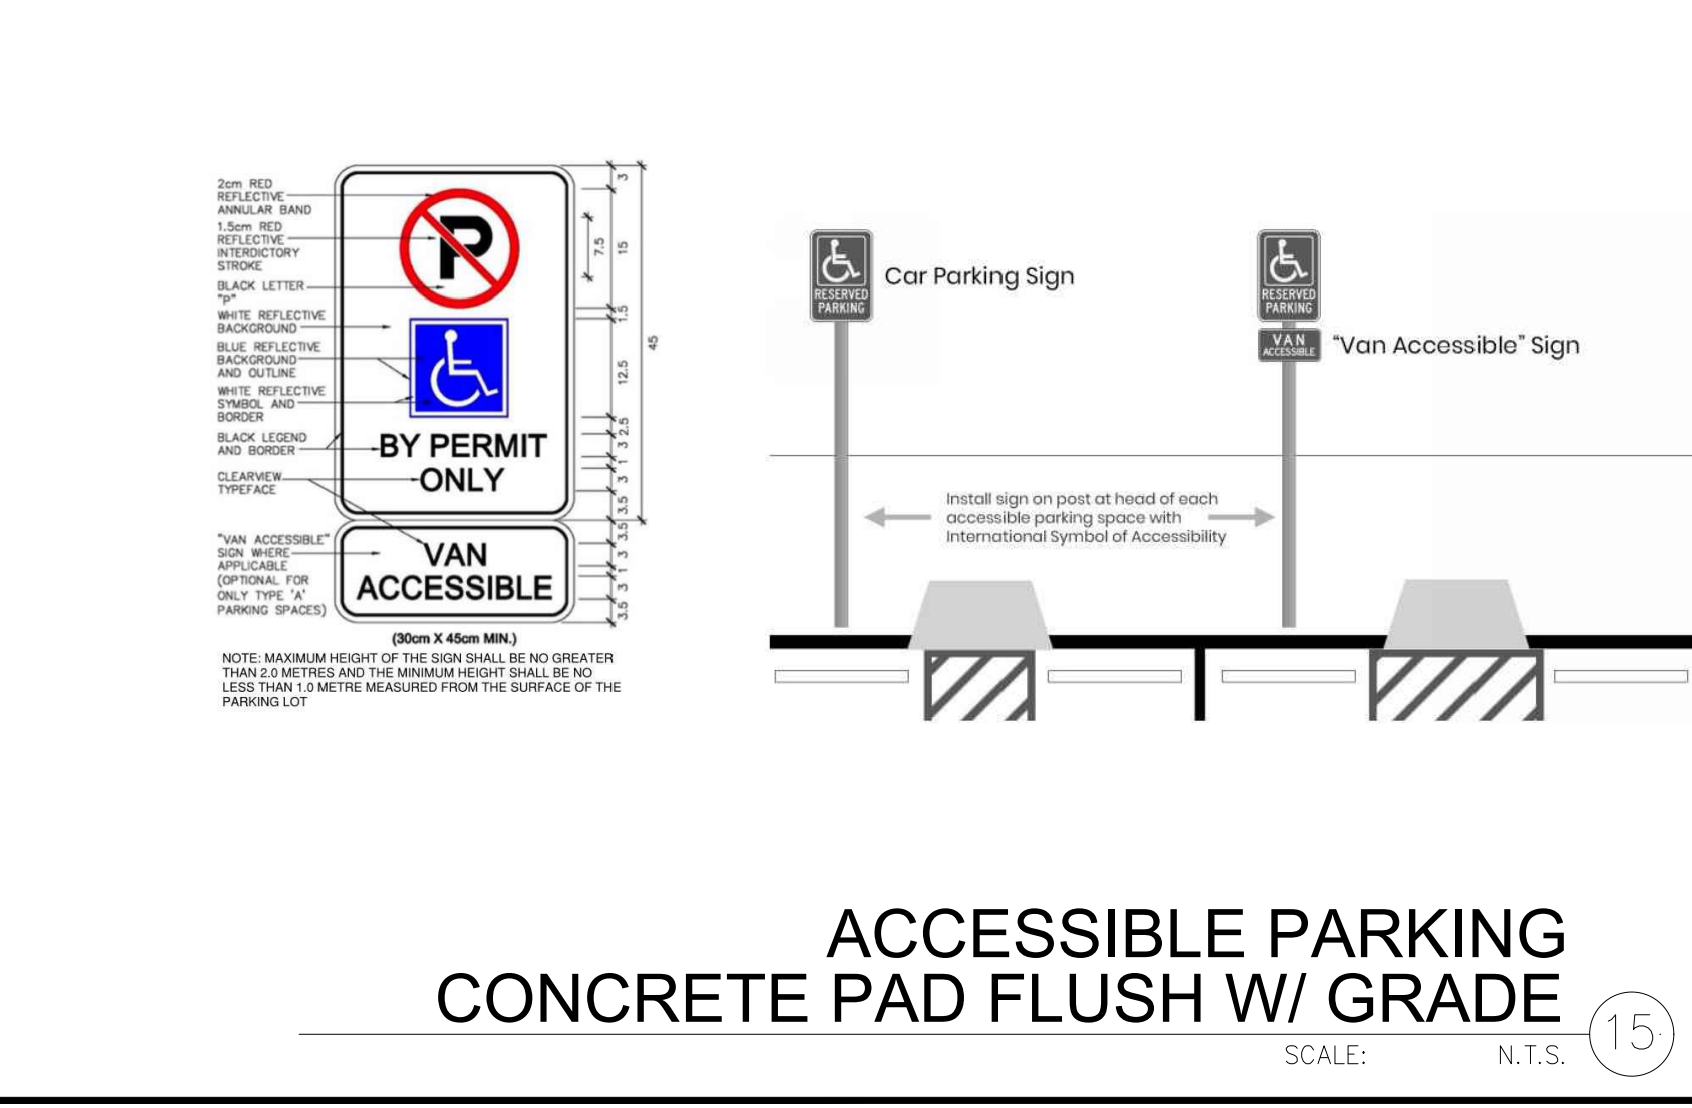 2cm RED
REFLECTIVE
ANNULAR BAND
1.5cm RED
REFLECTIVE
INTERDICTORY
STROKE
BLACK LETTER
"P"
WHITE REFLECTIVE
BACKGROUND
BLUE REFLECTIVE
BACKGROUND
AND OUTLINE
WHITE REFLECTIVE
SYMBOL AND
BORDER
BLACK LEGEND
AND BORDER
CLEARVIEW
TYPEFACE
"VAN ACCESSIBLE"
SIGN WHERE
APPLICABLE
(OPTIONAL FOR
ONLY TYPE 'A'
PARKING SPACES)
P
BY PERMIT
ONLY
VAN
ACCESSIBLE
3
15
7.5
1.5
12.5
2.5
3
1
3
3.5
45
3.5
3
1
3
3.5
(30cm X 45cm MIN.)
NOTE: MAXIMUM HEIGHT OF THE SIGN SHALL BE NO GREATER
THAN 2.0 METRES AND THE MINIMUM HEIGHT SHALL BE NO
LESS THAN 1.0 METRE MEASURED FROM THE SURFACE OF THE
PARKING LOT
RESERVED
PARKING
Car Parking Sign
RESERVED
PARKING
VAN
ACCESSIBLE
“Van Accessible” Sign
Install sign on post at head of each
accessible parking space with
International Symbol of Accessibility
ACCESSIBLE PARKING
CONCRETE PAD FLUSH W/ GRADE
SCALE: N.T.S.
15